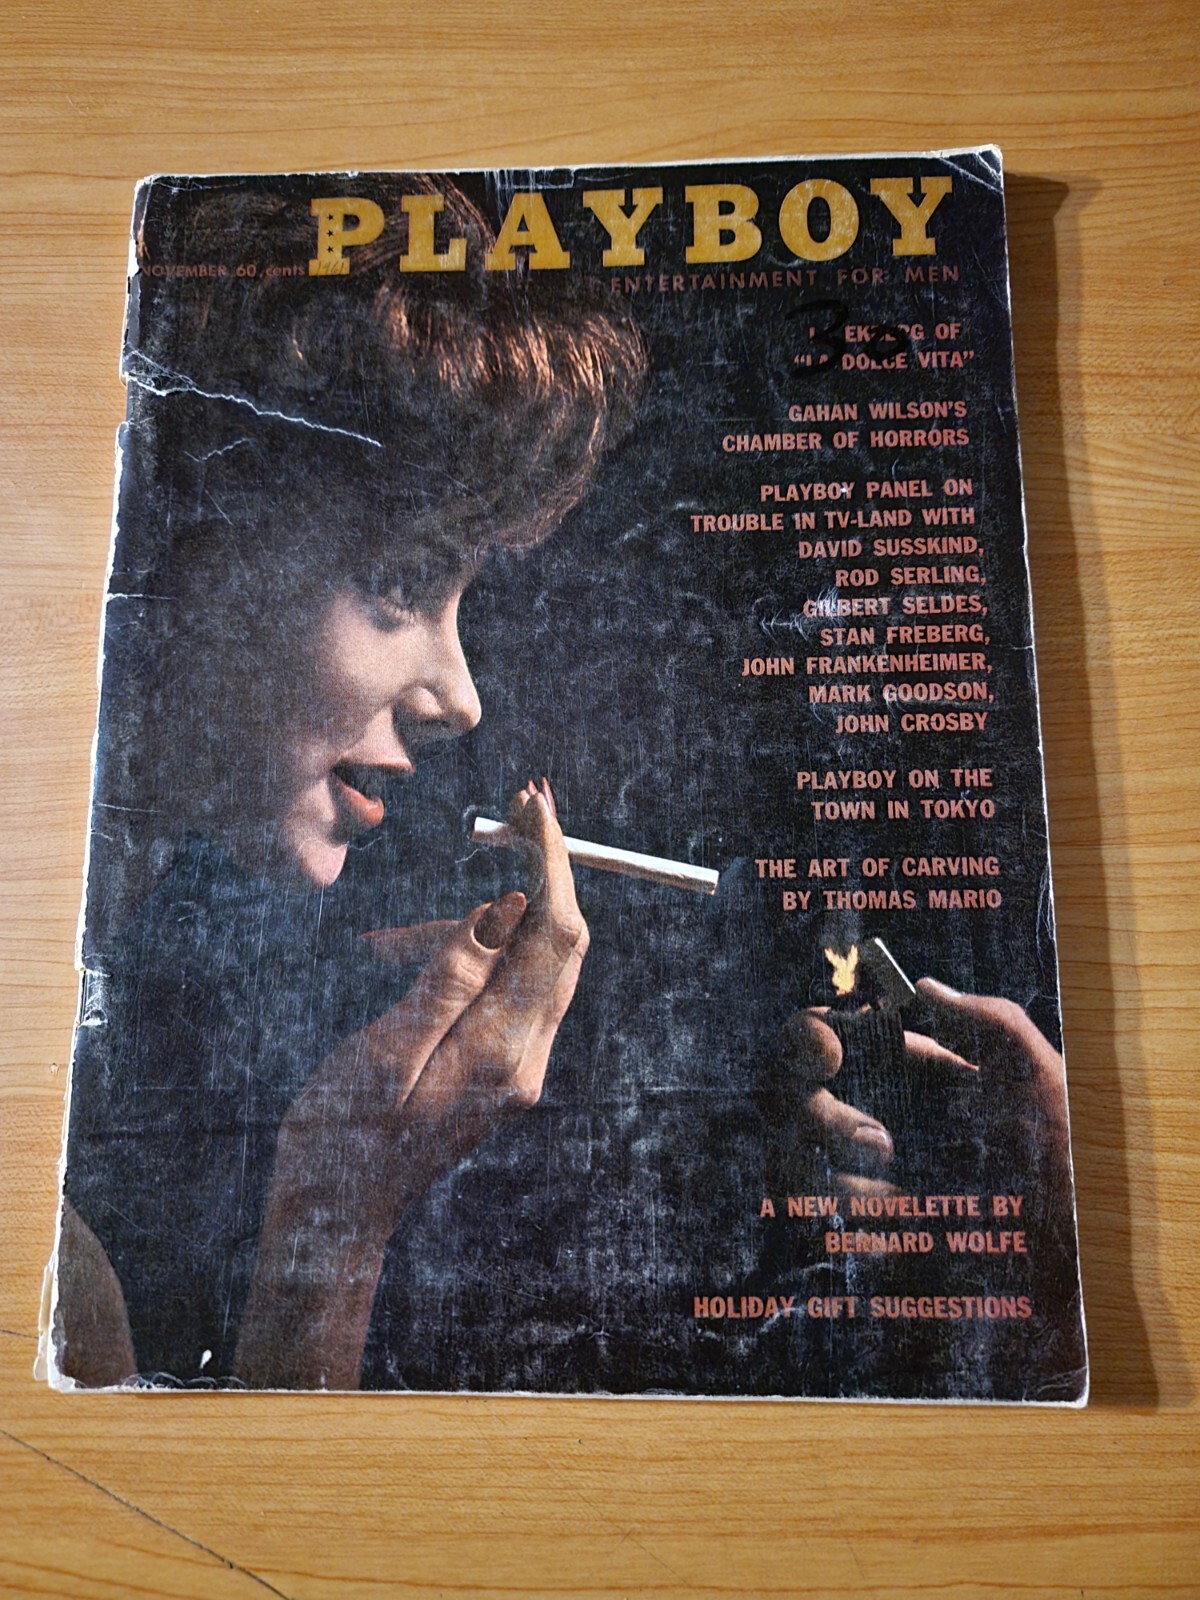 PLAYBOY
NOVEMBER 60 cents 1961
ENTERTAINMENT FOR MEN
30
OF
"LA DOLCE VITA"
GAHAN WILSON'S
CHAMBER OF HORRORS
PLAYBOY PANEL ON
TROUBLE IN TV-LAND WITH
DAVID SUSSKIND,
ROD SERLING,
GILBERT SELDES,
STAN FREBERG,
JOHN FRANKENHEIMER,
MARK GOODSON,
JOHN CROSBY
PLAYBOY ON THE
TOWN IN TOKYO
THE ART OF CARVING
BY THOMAS MARIO
A NEW NOVELETTE BY
BERNARD WOLFE
HOLIDAY GIFT SUGGESTIONS